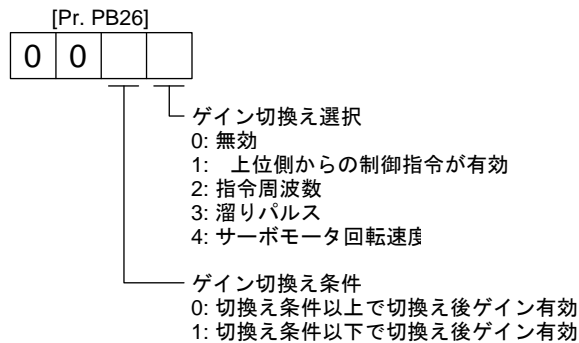 [Pr. PB26]
0 0
ゲイン切換え選択
0: 無効
1: 上位側からの制御指令が有効
2: 指令周波数
3: 溜りパルス
4: サーボモータ回転速度
ゲイン切換え条件
0: 切換え条件以上で切換え後ゲイン有効
1: 切換え条件以下で切換え後ゲイン有効